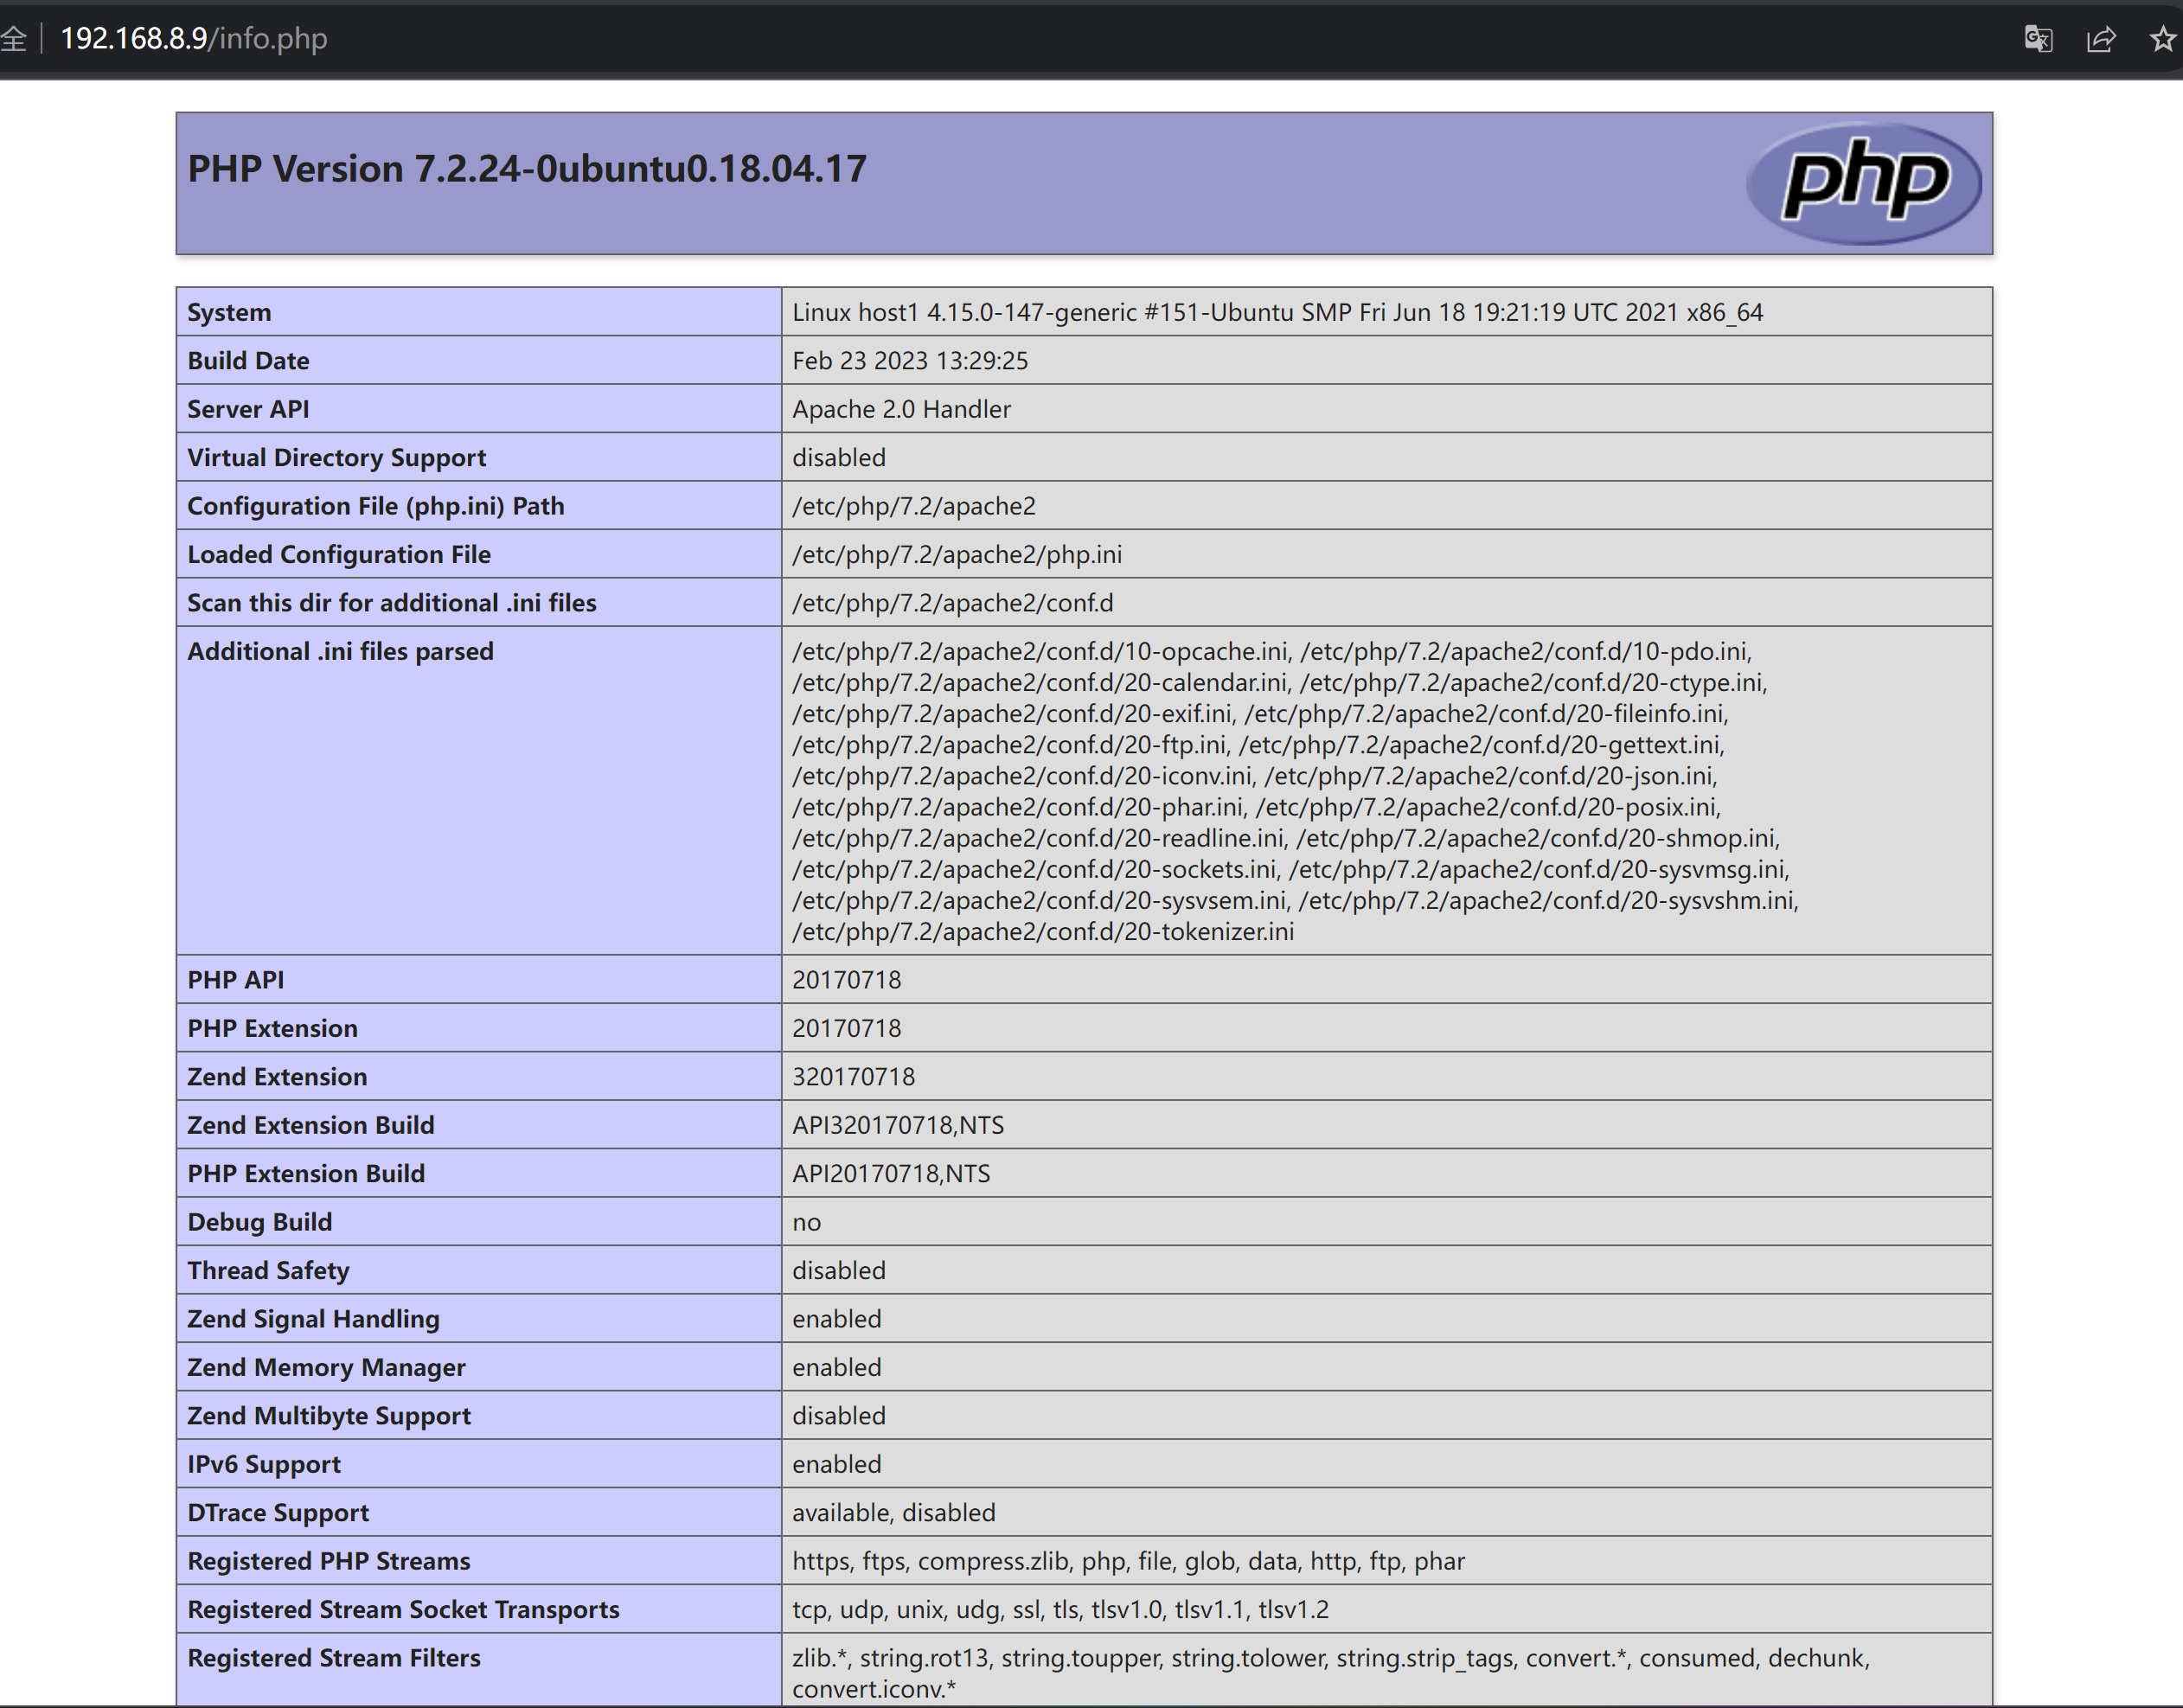 全 192.168.8.9/info.php
PHP Version 7.2.24-0ubuntu0.18.04.17
php
System Linux host1 4.15.0-147-generic #151-Ubuntu SMP Fri Jun 18 19:21:19 UTC 2021 x86_64
Build Date Feb 23 2023 13:29:25
Server API Apache 2.0 Handler
Virtual Directory Support disabled
Configuration File (php.ini) Path /etc/php/7.2/apache2
Loaded Configuration File /etc/php/7.2/apache2/php.ini
Scan this dir for additional .ini files /etc/php/7.2/apache2/conf.d
Additional .ini files parsed /etc/php/7.2/apache2/conf.d/10-opcache.ini, /etc/php/7.2/apache2/conf.d/10-pdo.ini,
/etc/php/7.2/apache2/conf.d/20-calendar.ini, /etc/php/7.2/apache2/conf.d/20-ctype.ini,
/etc/php/7.2/apache2/conf.d/20-exif.ini, /etc/php/7.2/apache2/conf.d/20-fileinfo.ini,
/etc/php/7.2/apache2/conf.d/20-ftp.ini, /etc/php/7.2/apache2/conf.d/20-gettext.ini,
/etc/php/7.2/apache2/conf.d/20-iconv.ini, /etc/php/7.2/apache2/conf.d/20-json.ini,
/etc/php/7.2/apache2/conf.d/20-phar.ini, /etc/php/7.2/apache2/conf.d/20-posix.ini,
/etc/php/7.2/apache2/conf.d/20-readline.ini, /etc/php/7.2/apache2/conf.d/20-shmop.ini,
/etc/php/7.2/apache2/conf.d/20-sockets.ini, /etc/php/7.2/apache2/conf.d/20-sysvmsg.ini,
/etc/php/7.2/apache2/conf.d/20-sysvsem.ini, /etc/php/7.2/apache2/conf.d/20-sysvshm.ini,
/etc/php/7.2/apache2/conf.d/20-tokenizer.ini
PHP API 20170718
PHP Extension 20170718
Zend Extension 320170718
Zend Extension Build API320170718,NTS
PHP Extension Build API20170718,NTS
Debug Build no
Thread Safety disabled
Zend Signal Handling enabled
Zend Memory Manager enabled
Zend Multibyte Support disabled
IPv6 Support enabled
DTrace Support available, disabled
Registered PHP Streams https, ftps, compress.zlib, php, file, glob, data, http, ftp, phar
Registered Stream Socket Transports tcp, udp, unix, udg, ssl, tls, tlsv1.0, tlsv1.1, tlsv1.2
Registered Stream Filters zlib.*, string.rot13, string.toupper, string.tolower, string.strip_tags, convert.*, consumed, dechunk,
convert.iconv.*